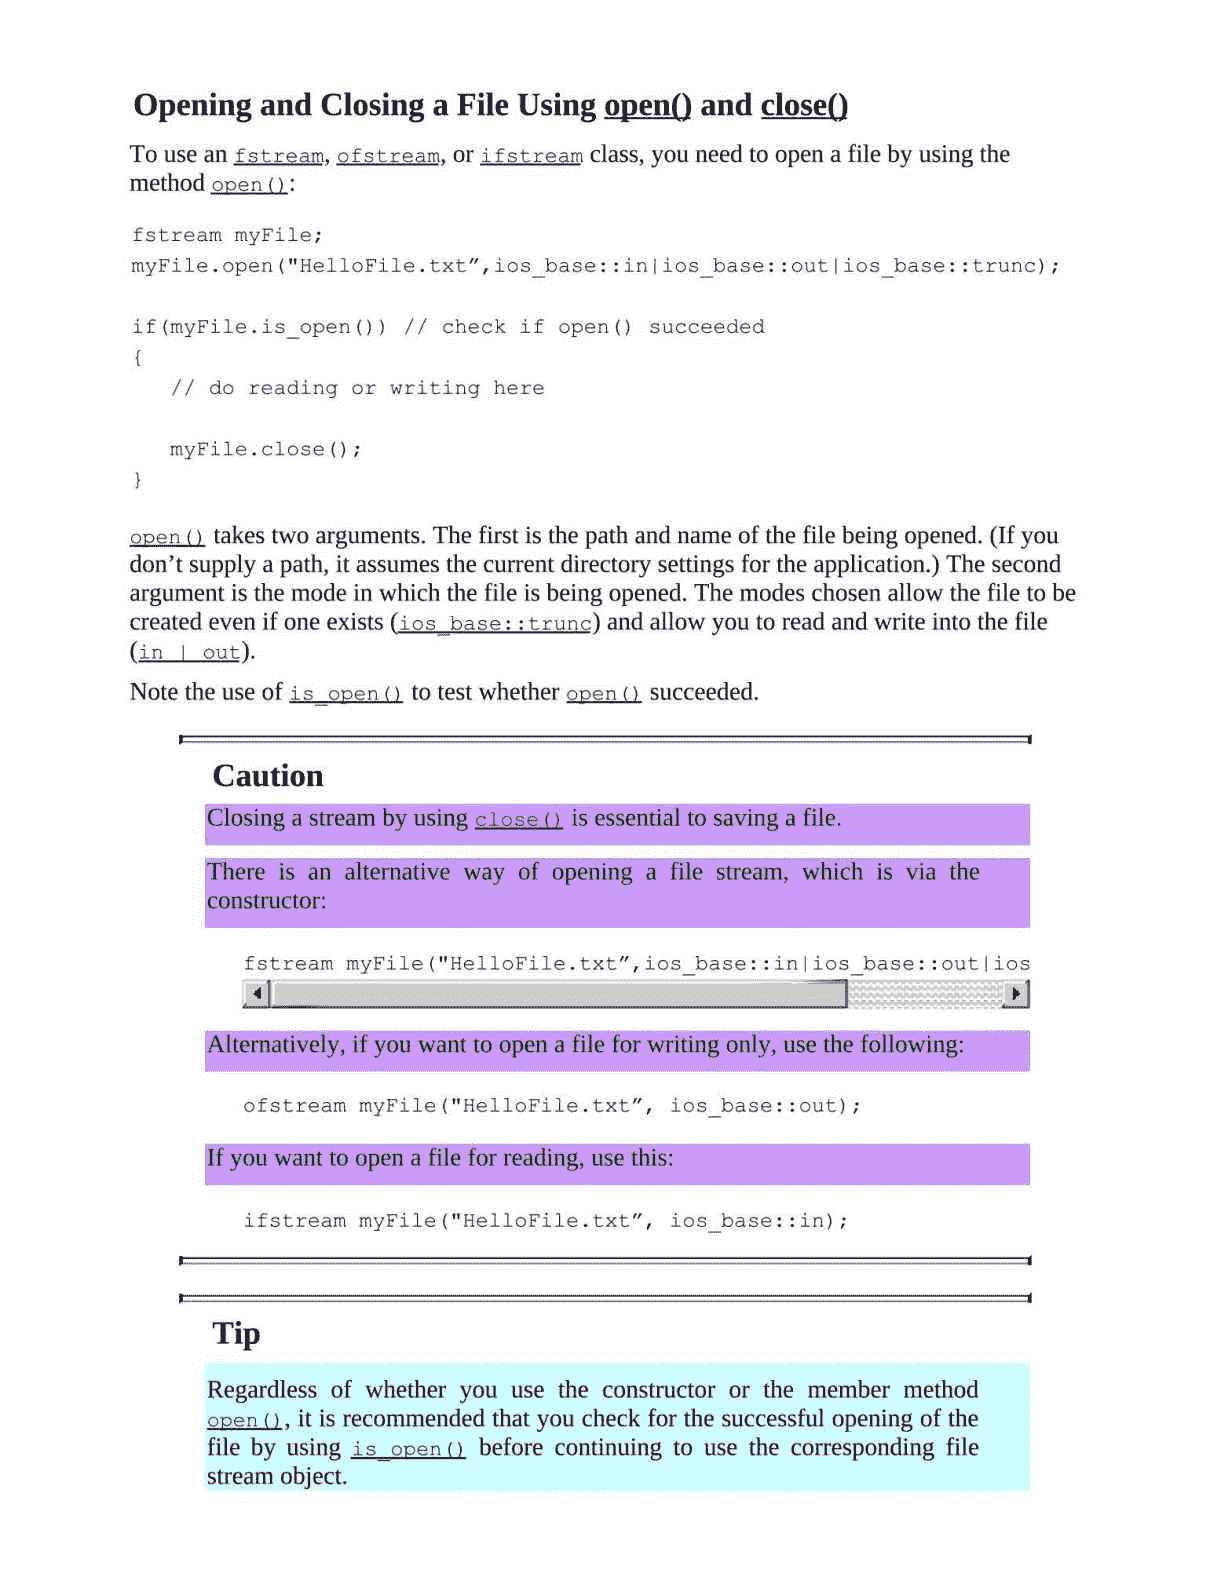 Opening and Closing a File Using open() and close()
To use an fstream, ofstream, or ifstream class, you need to open a file by using the
method open():
fstream myFile;
myFile.open("HelloFile.txt”,ios_base::in|ios_base::out|ios_base::trunc);
if(myFile.is_open()) // check if open() succeeded
{
// do reading or writing here
myFile.close();
}
open() takes two arguments. The first is the path and name of the file being opened. (If you
don’t supply a path, it assumes the current directory settings for the application.) The second
argument is the mode in which the file is being opened. The modes chosen allow the file to be
created even if one exists (ios_base::trunc) and allow you to read and write into the file
(in | out).
Note the use of is_open() to test whether open() succeeded.
Caution
Closing a stream by using close() is essential to saving a file.
There is an alternative way of opening a file stream, which is via the
constructor:
fstream myFile("HelloFile.txt”,ios_base::in|ios_base::out|ios
Alternatively, if you want to open a file for writing only, use the following:
ofstream myFile("HelloFile.txt”, ios_base::out);
If you want to open a file for reading, use this:
ifstream myFile("HelloFile.txt”, ios_base::in);
Tip
Regardless of whether you use the constructor or the member method
open(), it is recommended that you check for the successful opening of the
file by using is_open() before continuing to use the corresponding file
stream object.